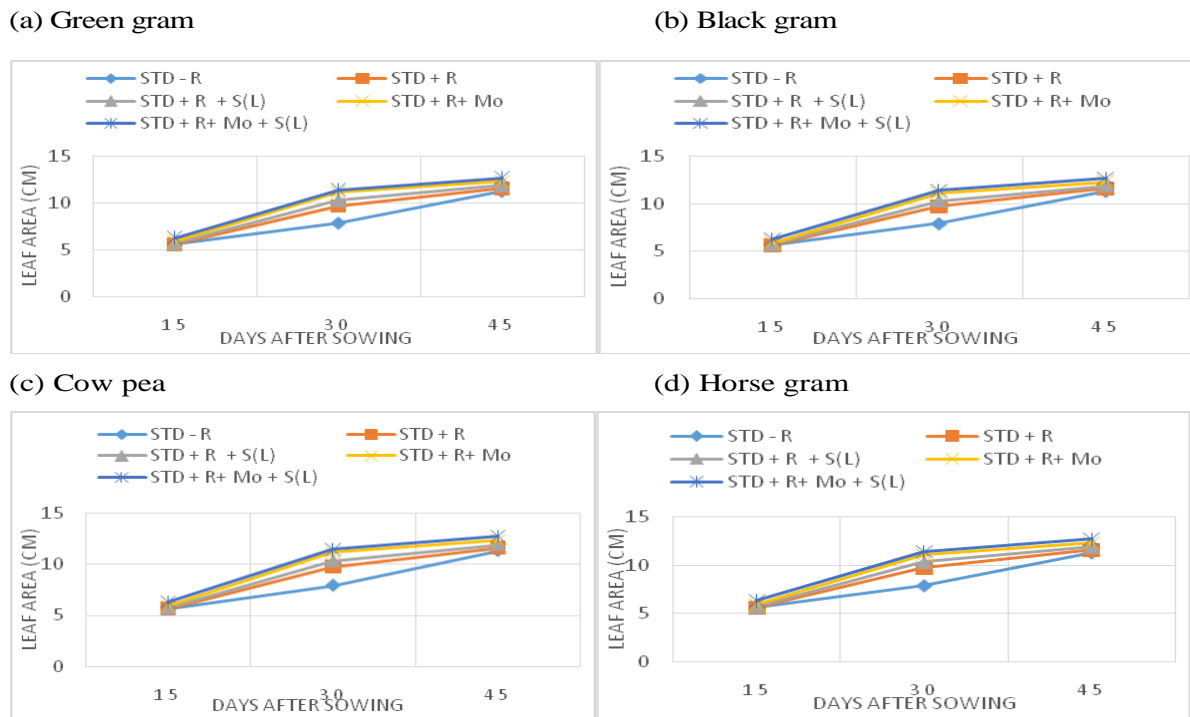 (a) Green gram
STD - R
STD + R
STD + R + S(L)
STD + R+ Mo
STD + R+ Mo + S(L)
LEAF AREA (CM)
15
10
5
0
15
30
45
DAYS AFTER SOWING
(b) Black gram
STD - R
STD + R
STD + R + S(L)
STD + R+ Mo
STD + R+ Mo + S(L)
LEAF AREA (CM)
15
10
5
0
15
30
45
DAYS AFTER SOWING
(c) Cow pea
STD - R
STD + R
STD + R + S(L)
STD + R+ Mo
STD + R+ Mo + S(L)
LEAF AREA (CM)
15
10
5
0
15
30
45
DAYS AFTER SOWING
(d) Horse gram
STD - R
STD + R
STD + R + S(L)
STD + R+ Mo
STD + R+ Mo + S(L)
LEAF AREA (CM)
15
10
5
0
15
30
45
DAYS AFTER SOWING